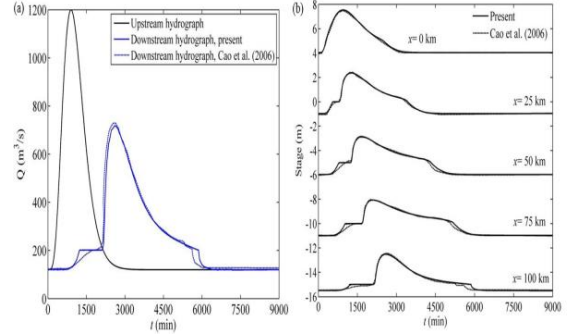 (a)
1200
1000
800
600
400
200
0
Q (m³/s)
0 1500 3000 4500 6000 7500 9000
t (min)
Upstream hydrograph
Downstream hydrograph, present
Downstream hydrograph, Cao et al. (2006)
(b)
8
6
4
2
0
-2
-4
-6
-8
-10
-12
-14
-16
Stage (m)
0 1500 3000 4500 6000 7500 9000
t (min)
Present
Cao et al. (2006)
x= 0 km
x= 25 km
x= 50 km
x= 75 km
x= 100 km